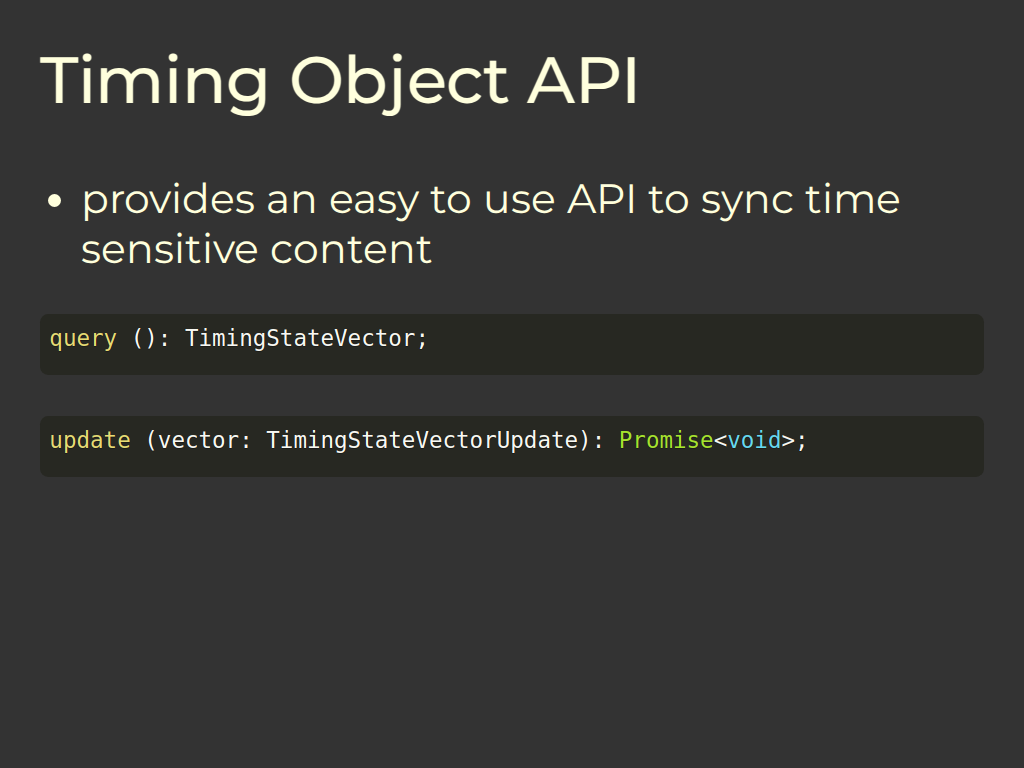 Timing Object API
• provides an easy to use API to sync time
sensitive content
query (): TimingStateVector;
update (vector: TimingStateVectorUpdate): Promise<void>;